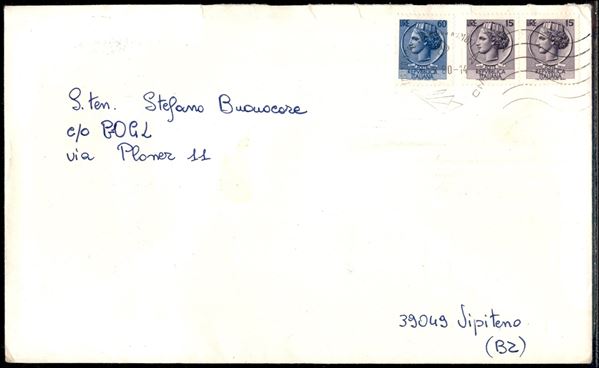 LIRE 60
LIRE 15
LIRE 15
REPUBBLICA ITALIANA
REPUBBLICA ITALIANA
REPUBBLICA ITALIANA
S.ten. Stefano Buonocore
c/o BOGL
via Ploner 11
39049 Vipiteno
(BZ)